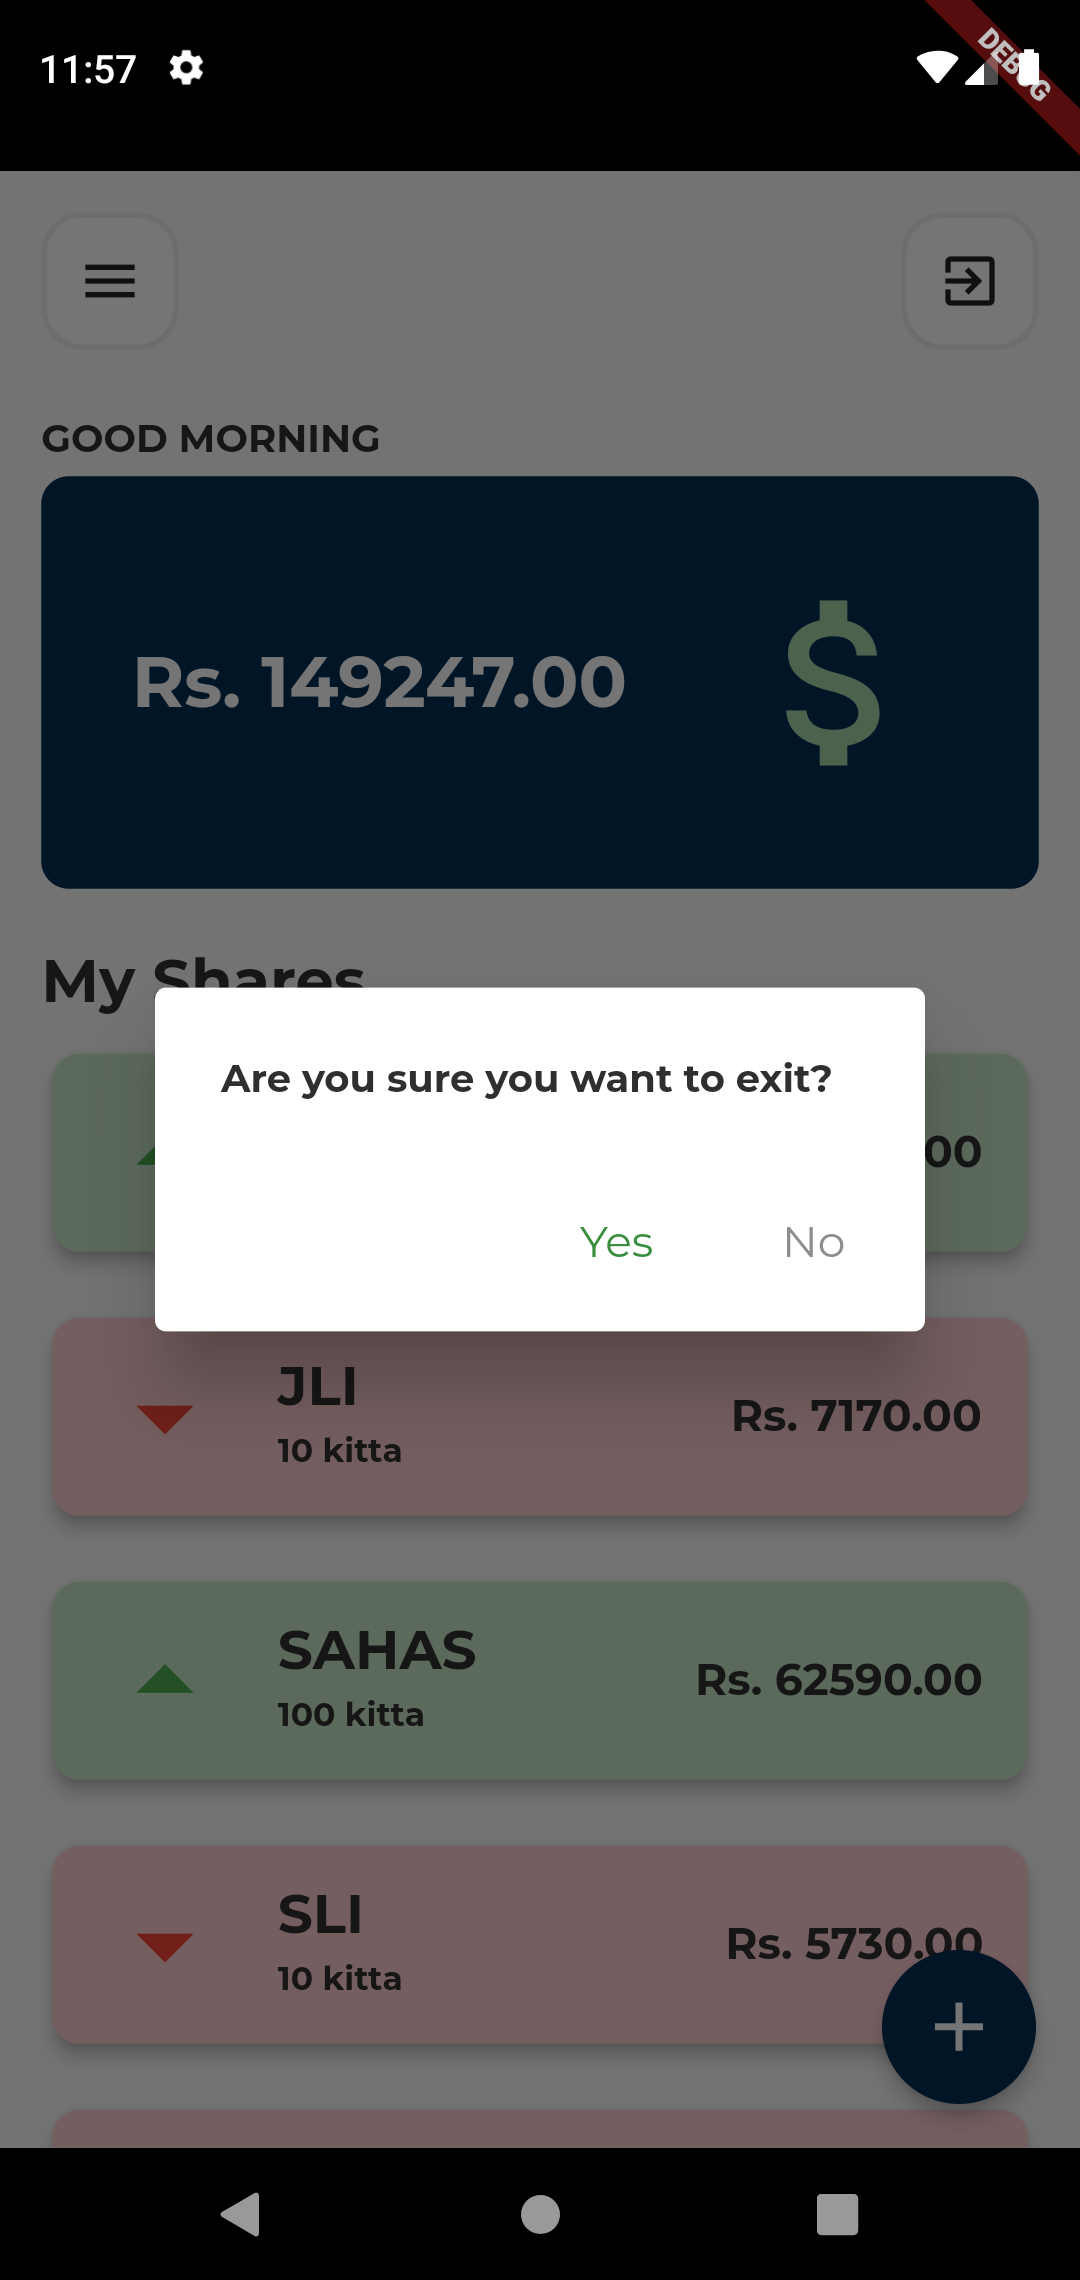 11:57
DEBUG
GOOD MORNING
Rs. 149247.00
$
My Shares
Are you sure you want to exit?
00
Yes No
JLI
Rs. 7170.00
10 kitta
SAHAS
Rs. 62590.00
100 kitta
SLI
Rs. 5730.00
10 kitta